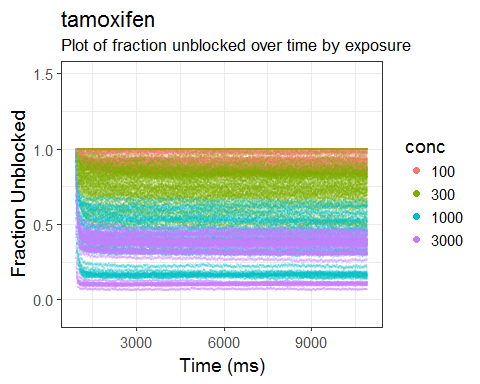 tamoxifen
Plot of fraction unblocked over time by exposure
Fraction Unblocked
1.5
1.0
0.5
0.0
3000
6000
9000
Time (ms)
conc
100
300
1000
3000